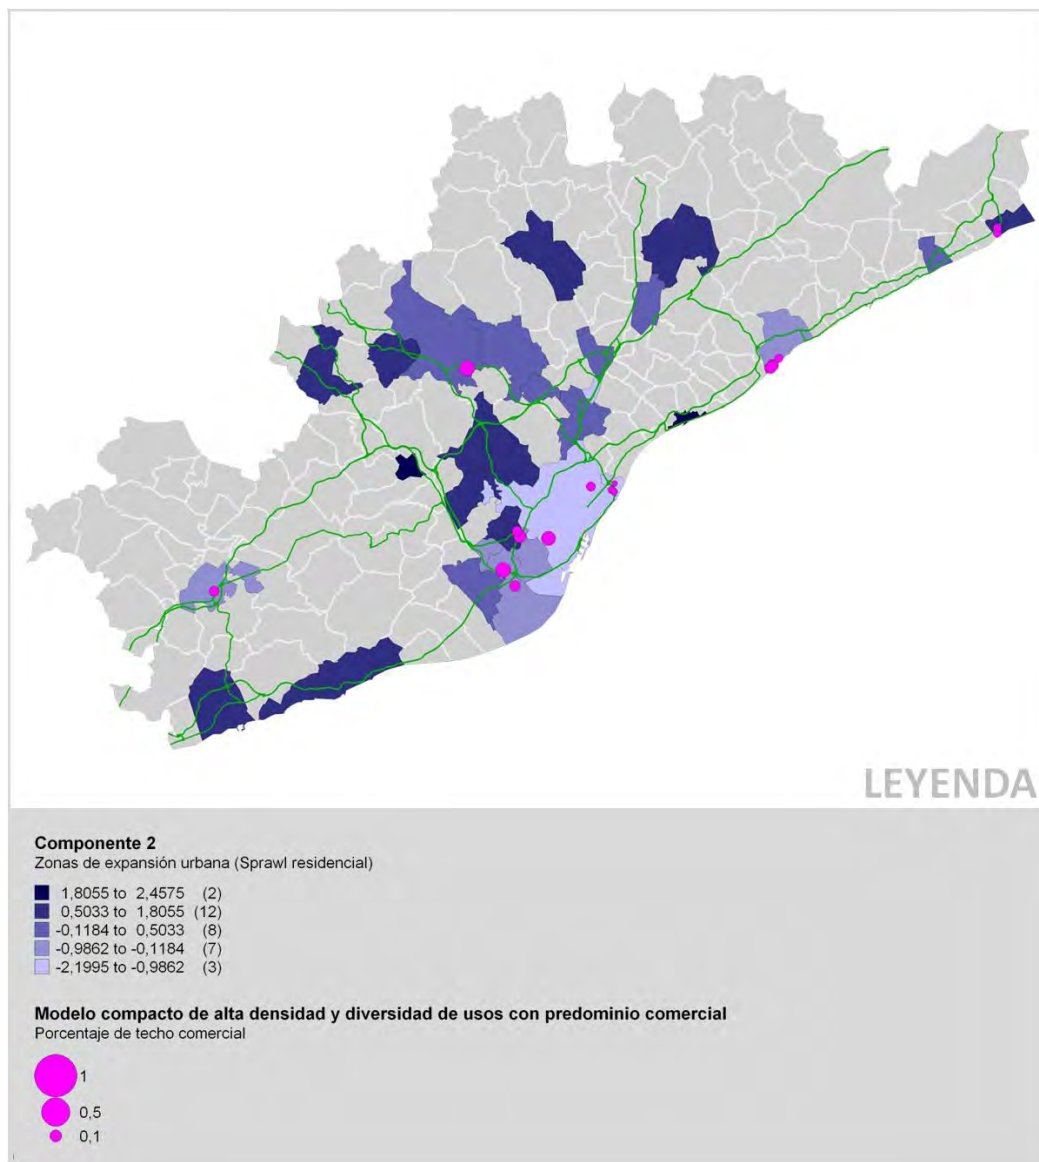 LEYENDA
Componente 2
Zonas de expansión urbana (Sprawl residencial)
1,8055 to 2,4575 (2)
0,5033 to 1,8055 (12)
-0,1184 to 0,5033 (8)
-0,9862 to -0,1184 (7)
-2,1995 to -0,9862 (3)
Modelo compacto de alta densidad y diversidad de usos con predominio comercial
Porcentaje de techo comercial
1
0,5
0,1